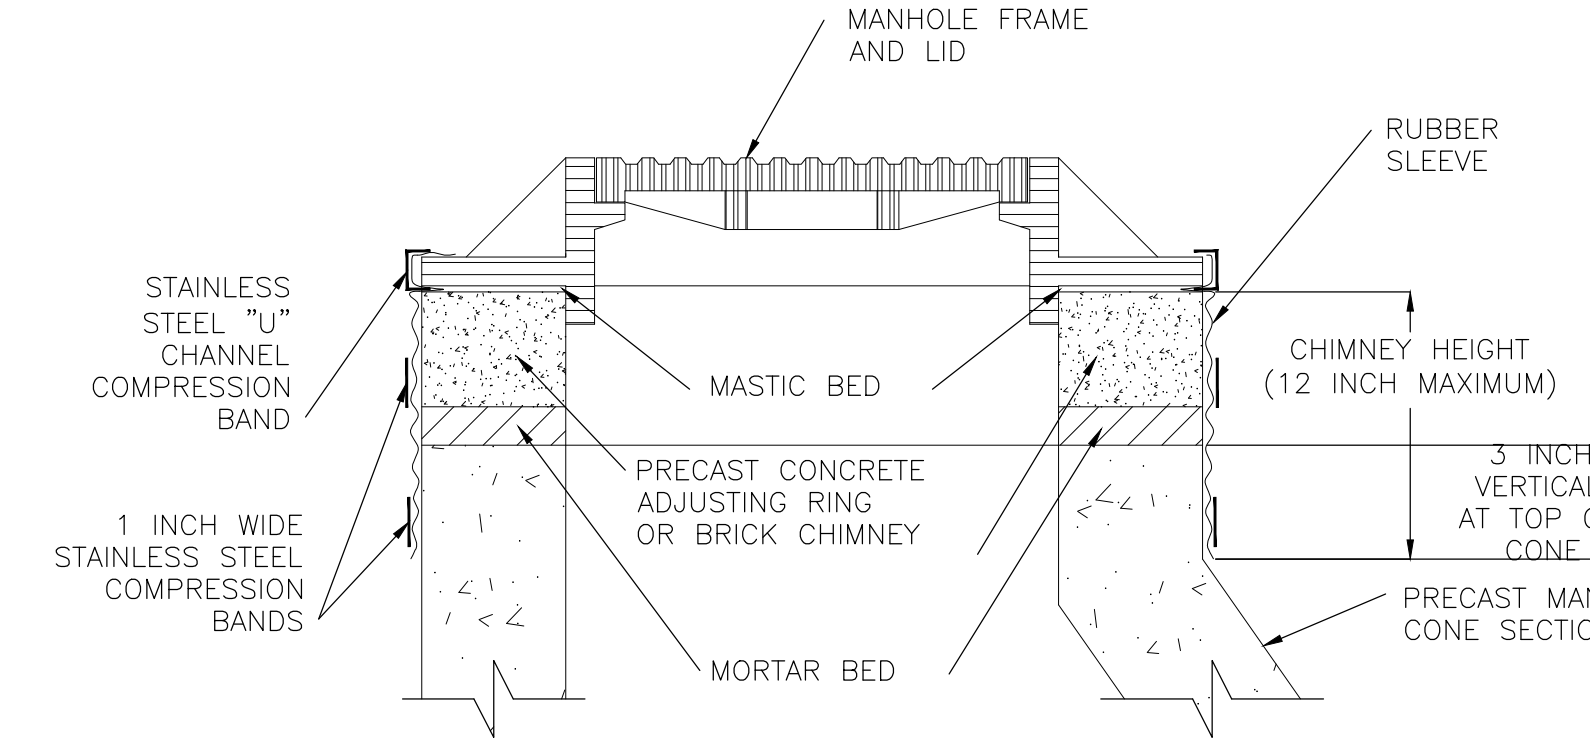 MANHOLE FRAME
AND LID
RUBBER
SLEEVE
STAINLESS
STEEL "U"
CHANNEL
COMPRESSION
BAND
MASTIC BED
CHIMNEY HEIGHT
(12 INCH MAXIMUM)
PRECAST CONCRETE
ADJUSTING RING
OR BRICK CHIMNEY
3 INCH
VERTICAL
AT TOP
CONE
1 INCH WIDE
STAINLESS STEEL
COMPRESSION
BANDS
PRECAST
CONE
MORTAR BED